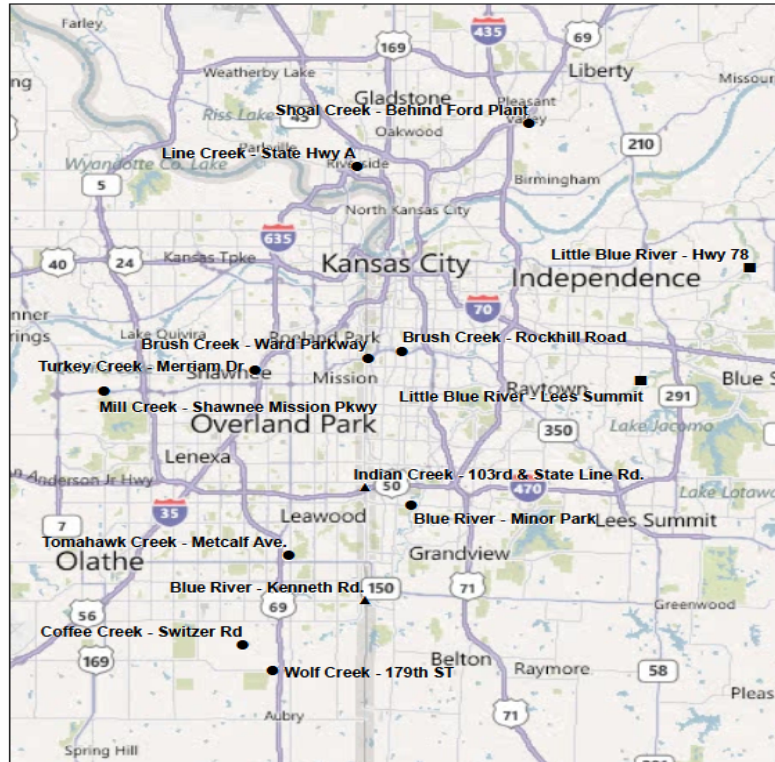 Farley
169
435
69
Weatherby Lake
Liberty
Gladstone
Pleasant
Valley
Missour
Riss Lake
45
Shoal Creek - Behind Ford Plant
Oakwood
Line Creek - State Hwy A
Parkville
Riverside
210
Wyandotte Co. Lake
5
Birmingham
North Kansas City
635
Little Blue River - Hwy 78
40
24
Kansas Tpke
Kansas City
Independence
70
Lake Quivira
Roeland Park
Brush Creek - Rockhill Road
Brush Creek - Ward Parkway
Turkey Creek - Merriam Dr
Shawnee
Mission
Raytown
Blue S
Mill Creek - Shawnee Mission Pkwy
Little Blue River - Lees Summit
291
Overland Park
350
Lake Jacomo
Lenexa
Indian Creek - 103rd & State Line Rd.
n Anderson Jr Hwy
50
470
Lake Lotawa
35
Leawood
Blue River - Minor Park
Lees Summit
7
Tomahawk Creek - Metcalf Ave.
Grandview
Olathe
Blue River - Kenneth Rd.
150
71
56
69
Greenwood
Coffee Creek - Switzer Rd
169
Belton
Raymore
58
Wolf Creek - 179th ST
Pleas
Aubry
71
Spring Hill